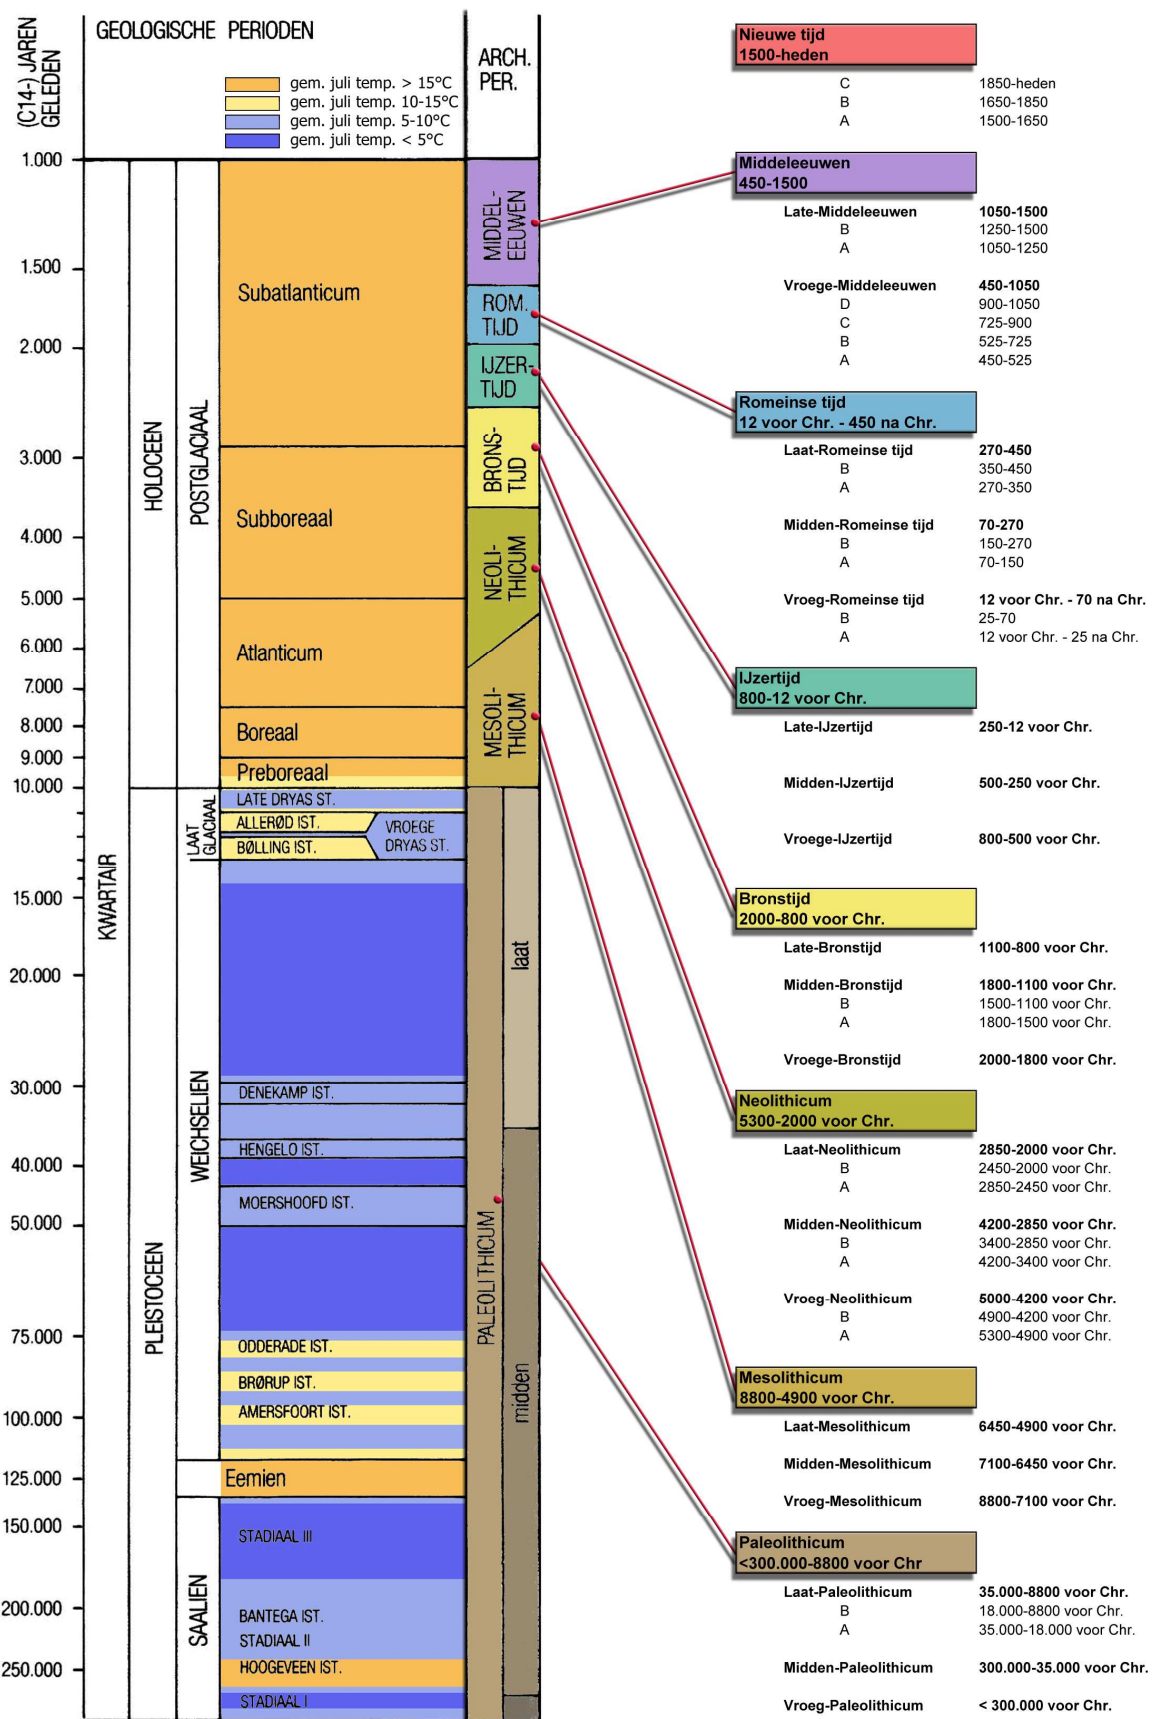 (C14-) JAREN
GELEDEN
GEOLOGISCHE PERIODEN
gem. juli temp. > 15°C
gem. juli temp. 10-15°C
gem. juli temp. 5-10°C
gem. juli temp. < 5°C
ARCH.
PER.
1.000
1.500
2.000
3.000
4.000
5.000
6.000
7.000
8.000
9.000
10.000
15.000
20.000
30.000
40.000
50.000
75.000
100.000
125.000
150.000
200.000
250.000
KWARTAIR
HOLOCEEN
PLEISTOCEEN
POSTGLACIAAL
LAAT
GLACIAAL
WEICHSELIEN
SAALIEN
Subatlanticum
Subboreaal
Atlanticum
Boreaal
Preboreaal
LATE DRYAS ST.
ALLERØD IST.
VROEGE
DRYAS ST.
BØLLING IST.
DENEKAMP IST.
HENGELO IST.
MOERSHOOFD IST.
ODDERADE IST.
BRØRUP IST.
AMERSFOORT IST.
Eemien
STADIAAL III
BANTEGA IST.
STADIAAL II
HOOGEVEEN IST.
STADIAAL I
MIDDEL-
EEUWEN
ROM.
TIJD
IJZER-
TIJD
BRONS-
TIJD
NEOLI-
THICUM
MESOLI-
THICUM
PALEOLITHICUM
laat
midden
Nieuwe tijd
1500-heden
C 1850-heden
B 1650-1850
A 1500-1650
Middeleeuwen
450-1500
Late-Middeleeuwen 1050-1500
B 1250-1500
A 1050-1250
Vroege-Middeleeuwen 450-1050
D 900-1050
C 725-900
B 525-725
A 450-525
Romeinse tijd
12 voor Chr. - 450 na Chr.
Laat-Romeinse tijd 270-450
B 350-450
A 270-350
Midden-Romeinse tijd 70-270
B 150-270
A 70-150
Vroeg-Romeinse tijd 12 voor Chr. - 70 na Chr.
B 25-70
A 12 voor Chr. - 25 na Chr.
IJzertijd
800-12 voor Chr.
Late-IJzertijd 250-12 voor Chr.
Midden-IJzertijd 500-250 voor Chr.
Vroege-IJzertijd 800-500 voor Chr.
Bronstijd
2000-800 voor Chr.
Late-Bronstijd 1100-800 voor Chr.
Midden-Bronstijd 1800-1100 voor Chr.
B 1500-1100 voor Chr.
A 1800-1500 voor Chr.
Vroege-Bronstijd 2000-1800 voor Chr.
Neolithicum
5300-2000 voor Chr.
Laat-Neolithicum 2850-2000 voor Chr.
B 2450-2000 voor Chr.
A 2850-2450 voor Chr.
Midden-Neolithicum 4200-2850 voor Chr.
B 3400-2850 voor Chr.
A 4200-3400 voor Chr.
Vroeg-Neolithicum 5000-4200 voor Chr.
B 4900-4200 voor Chr.
A 5300-4900 voor Chr.
Mesolithicum
8800-4900 voor Chr.
Laat-Mesolithicum 6450-4900 voor Chr.
Midden-Mesolithicum 7100-6450 voor Chr.
Vroeg-Mesolithicum 8800-7100 voor Chr.
Paleolithicum
<300.000-8800 voor Chr
Laat-Paleolithicum 35.000-8800 voor Chr.
B 18.000-8800 voor Chr.
A 35.000-18.000 voor Chr.
Midden-Paleolithicum 300.000-35.000 voor Chr.
Vroeg-Paleolithicum < 300.000 voor Chr.